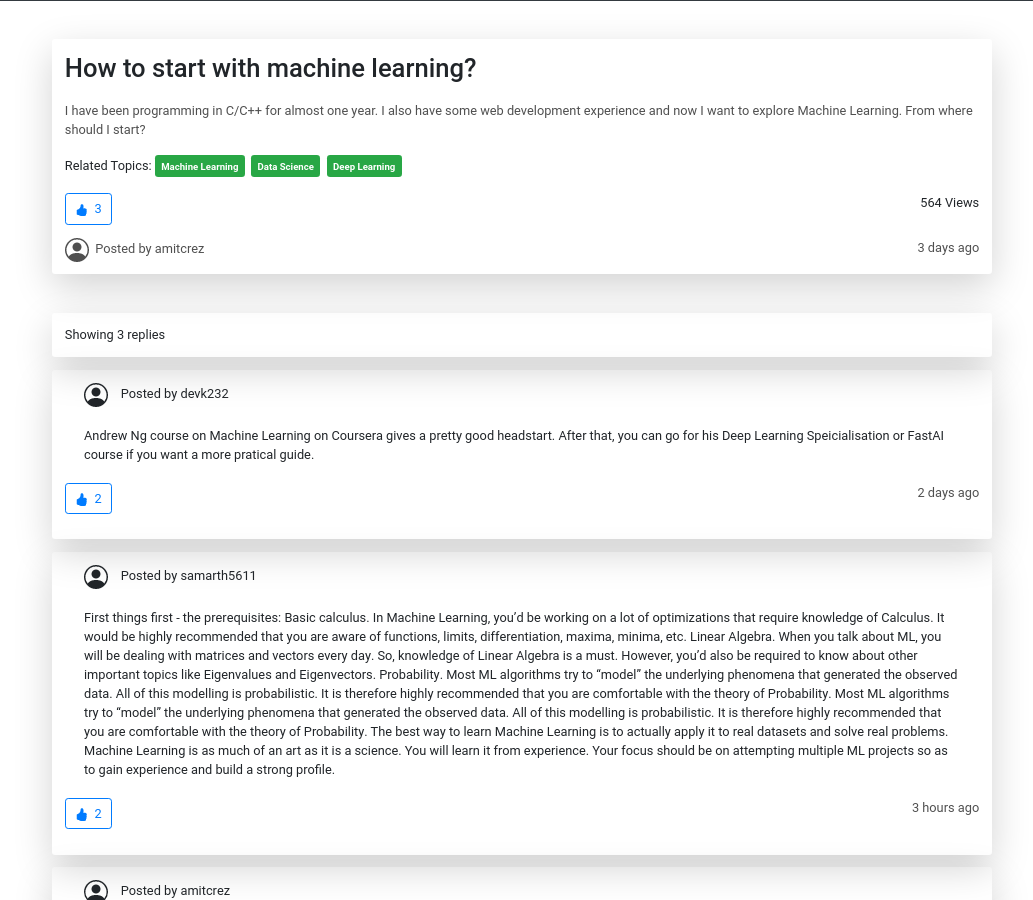 How to start with machine learning?
I have been programming in C/C++ for almost one year. I also have some web development experience and now I want to explore Machine Learning. From where
should I start?
Related Topics: Machine Learning Data Science Deep Learning
3
564 Views
Posted by amitcrez
3 days ago
Showing 3 replies
Posted by devk232
Andrew Ng course on Machine Learning on Coursera gives a pretty good headstart. After that, you can go for his Deep Learning Speicialisation or FastAI
course if you want a more pratical guide.
2
2 days ago
Posted by samarth5611
First things first - the prerequisites: Basic calculus. In Machine Learning, you’d be working on a lot of optimizations that require knowledge of Calculus. It
would be highly recommended that you are aware of functions, limits, differentiation, maxima, minima, etc. Linear Algebra. When you talk about ML, you
will be dealing with matrices and vectors every day. So, knowledge of Linear Algebra is a must. However, you’d also be required to know about other
important topics like Eigenvalues and Eigenvectors. Probability. Most ML algorithms try to “model” the underlying phenomena that generated the observed
data. All of this modelling is probabilistic. It is therefore highly recommended that you are comfortable with the theory of Probability. Most ML algorithms
try to “model” the underlying phenomena that generated the observed data. All of this modelling is probabilistic. It is therefore highly recommended that
you are comfortable with the theory of Probability. The best way to learn Machine Learning is to actually apply it to real datasets and solve real problems.
Machine Learning is as much of an art as it is a science. You will learn it from experience. Your focus should be on attempting multiple ML projects so as
to gain experience and build a strong profile.
2
3 hours ago
Posted by amitcrez